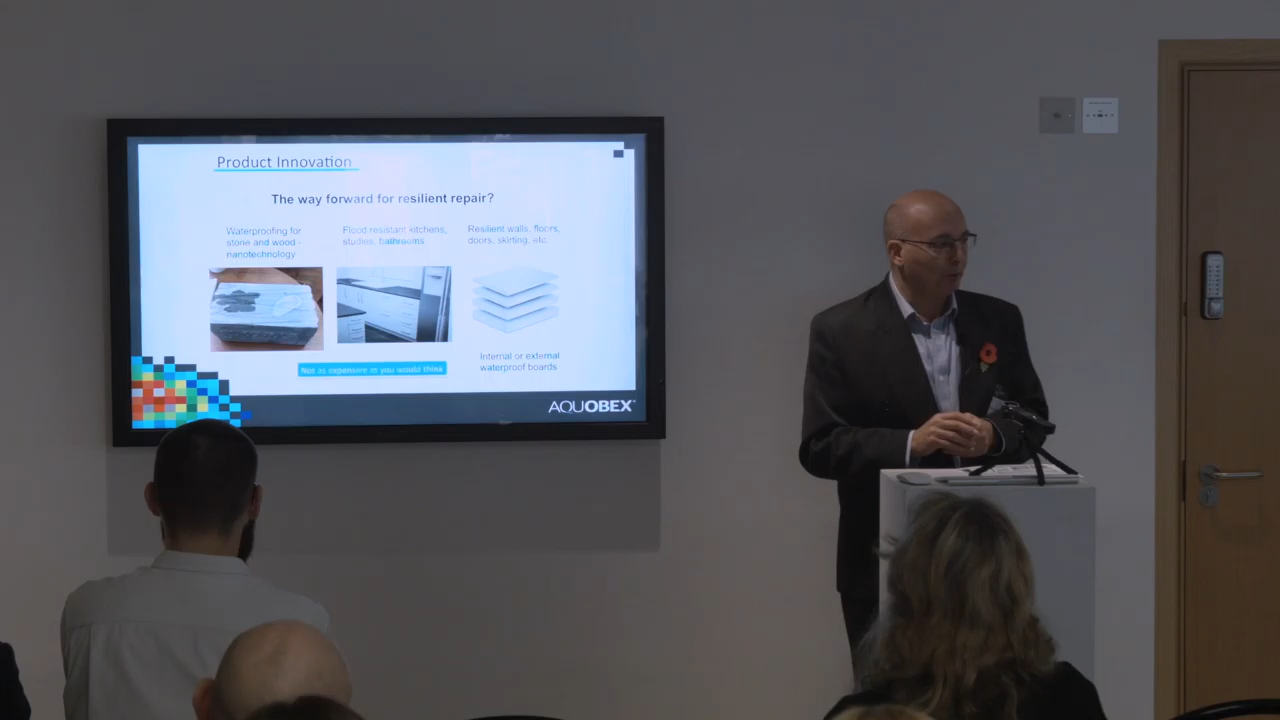 Product Innovation
The way forward for resilient repair?
Waterproofing for
stone and wood -
nanotechnology
Flood resistant kitchens,
studies, bathrooms
Resilient walls, floors,
doors, skirting, etc.
Internal or external
waterproof boards
Not as expensive as you would think
AQUOBEX